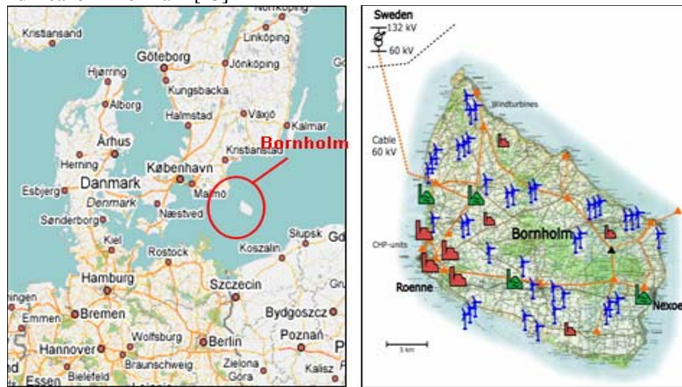 Kristiansand
Norrköping
Linköping
Göteborg
Jönköping
Kungsbacka
Hjørring
Ålborg
Halmstad
Växjö
Kalmar
Århus
Herning
Kristianstad
Bornholm
København
Danmark
Malmö
Esbjerg
Danmark
Næstved
Sønderborg
Kiel
Rostock
Słupsk
Koszalin
Hamburg
Szczecin
Emmen
Bremen
Bydgoszcz
Wolfsburg
Berlin
Poznań
Hannover
Braunschweig
Bielefeld
Essen
Zielona
Góra
Kalisz
Sweden
132 kV
60 kV
Windturbines
Cable
60 kV
Bornholm
CHP-units
Roenne
Nexoe
5 km